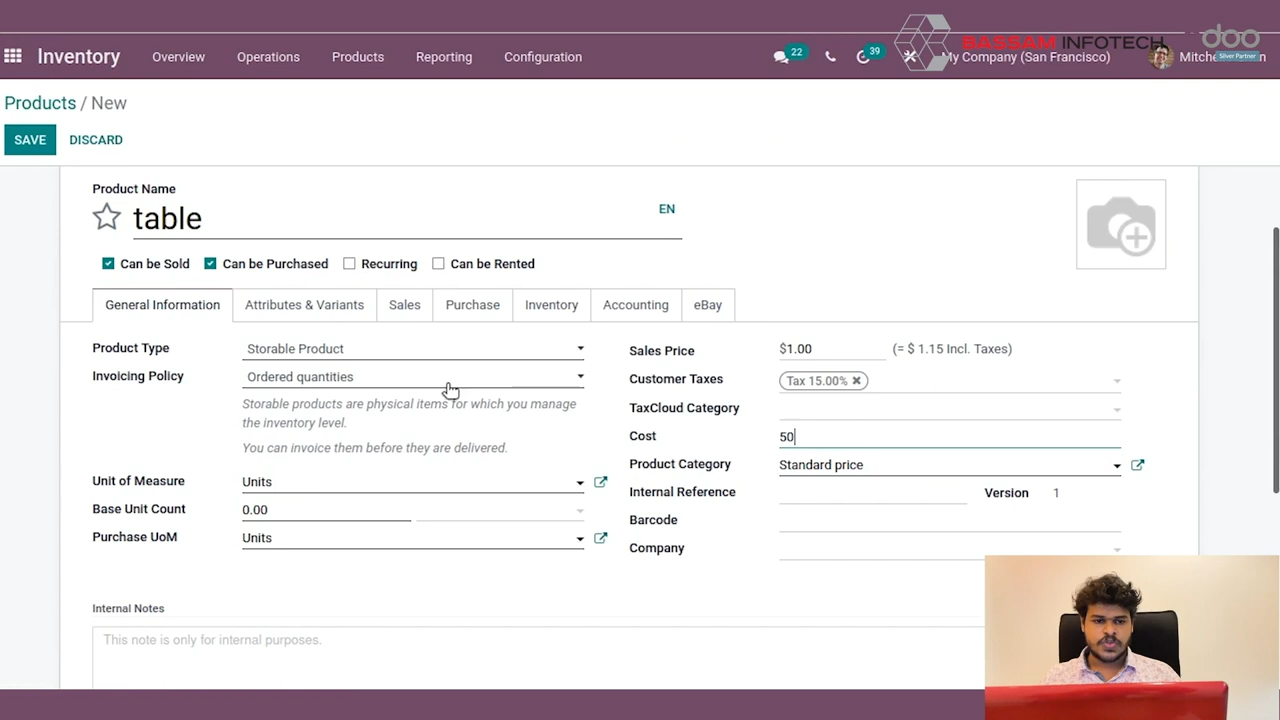 BASSAM INFOTECH
doo
Silver Partner
Inventory Overview Operations Products Reporting Configuration 22 39 My Company (San Francisco)
Products / New
SAVE DISCARD
Product Name
table EN
Can be Sold Can be Purchased Recurring Can be Rented
General Information Attributes & Variants Sales Purchase Inventory Accounting eBay
Product Type Storable Product
Invoicing Policy Ordered quantities
Storable products are physical items for which you manage
the inventory level.
You can invoice them before they are delivered.
Unit of Measure Units
Base Unit Count 0.00
Purchase UoM Units
Sales Price $1.00 (= $ 1.15 Incl. Taxes)
Customer Taxes Tax 15.00% ✖
TaxCloud Category
Cost 50
Product Category Standard price
Internal Reference Version 1
Barcode
Company
Internal Notes
This note is only for internal purposes.